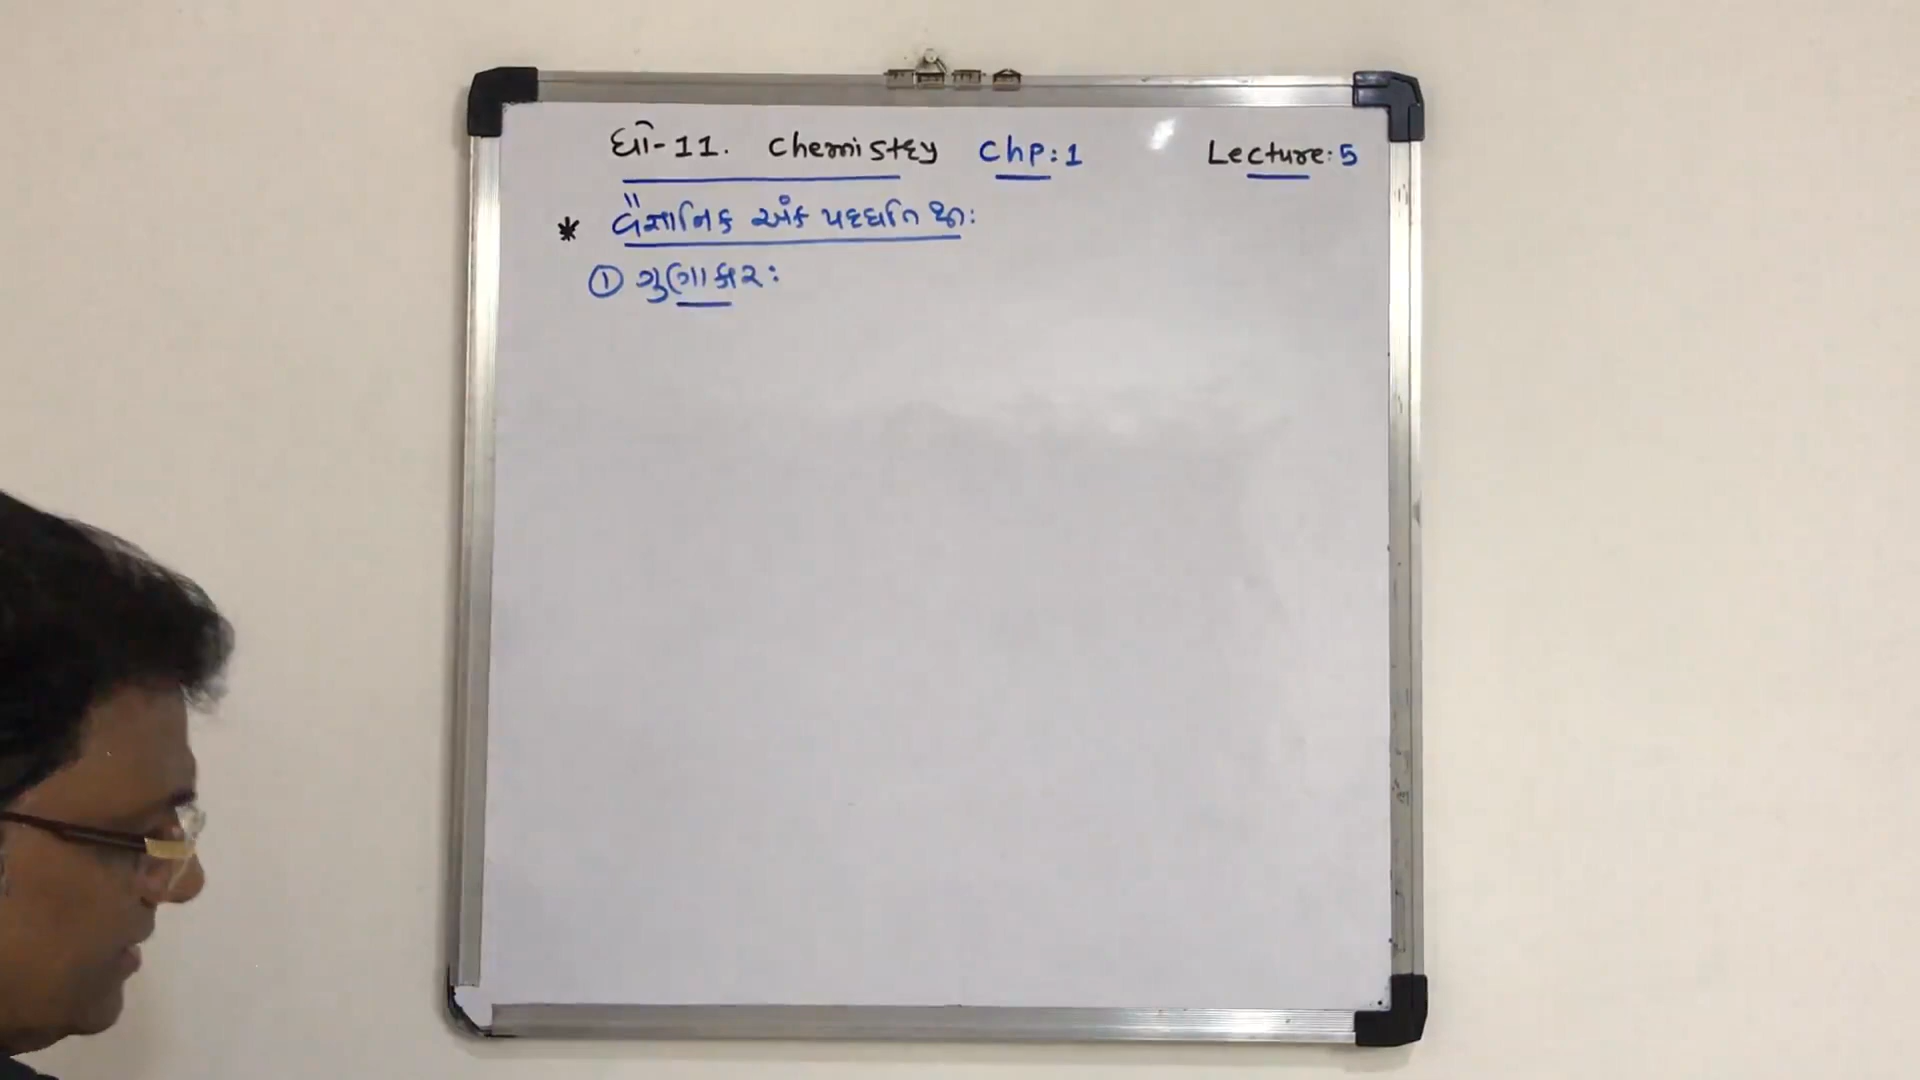 ધો-11. Chemistry Chp:1 Lecture:5
* વૈજ્ઞાનિક અંક પદ્ધતિ
① ગુણાકાર: